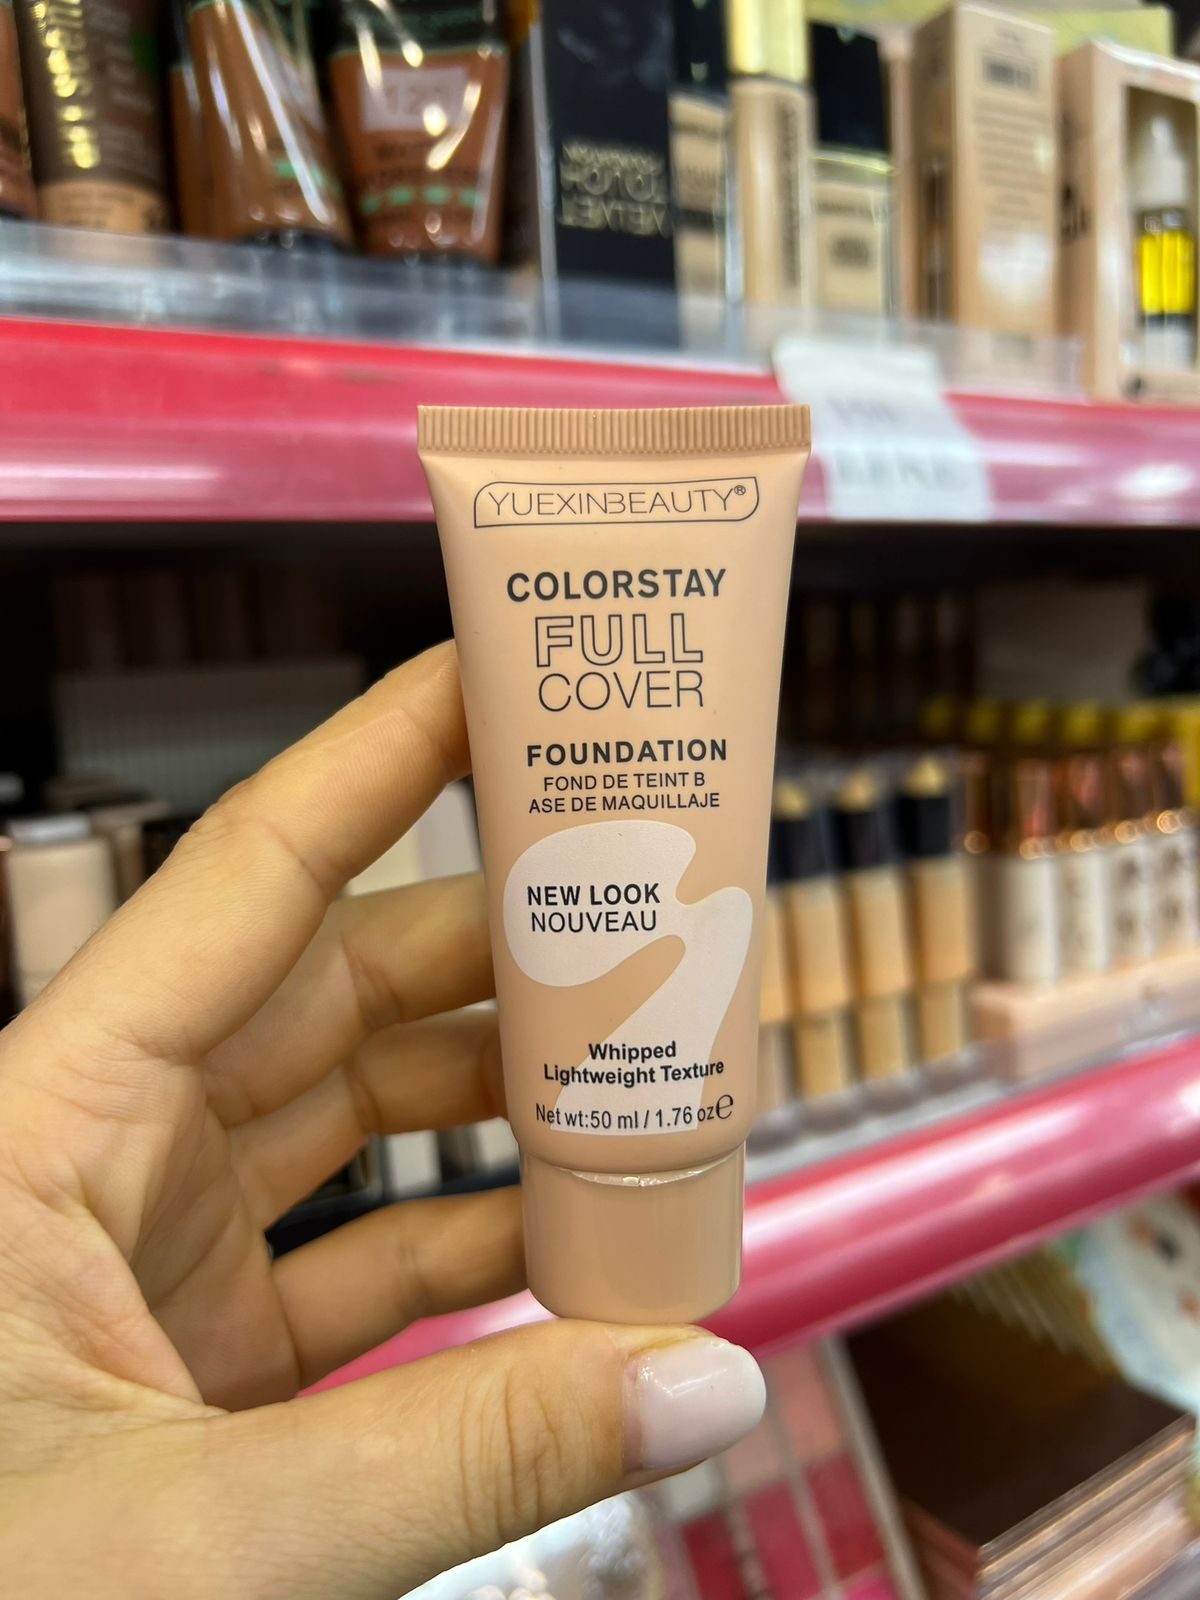 YUEXINBEAUTY®
COLORSTAY
FULL
COVER
FOUNDATION
FOND DE TEINT B
ASE DE MAQUILLAJE
NEW LOOK
NOUVEAU
Whipped
Lightweight Texture
Net wt:50 ml / 1.76 oz℮